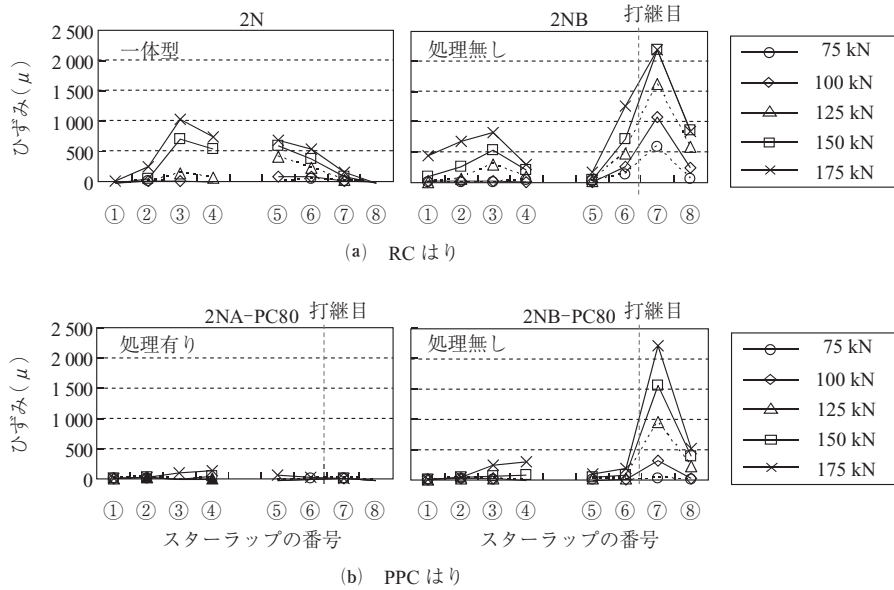 2N
2NB
打継目
2 500
2 000
1 500
1 000
500
0
ひずみ(μ)
一体型
処理無し
75 kN
100 kN
125 kN
150 kN
175 kN
① ② ③ ④ ⑤ ⑥ ⑦ ⑧
① ② ③ ④ ⑤ ⑥ ⑦ ⑧
(a) RC はり
2NA-PC80
打継目
2NB-PC80
打継目
2 500
2 000
1 500
1 000
500
0
ひずみ(μ)
処理有り
処理無し
75 kN
100 kN
125 kN
150 kN
175 kN
① ② ③ ④ ⑤ ⑥ ⑦ ⑧
① ② ③ ④ ⑤ ⑥ ⑦ ⑧
スターラップの番号
スターラップの番号
(b) PPC はり